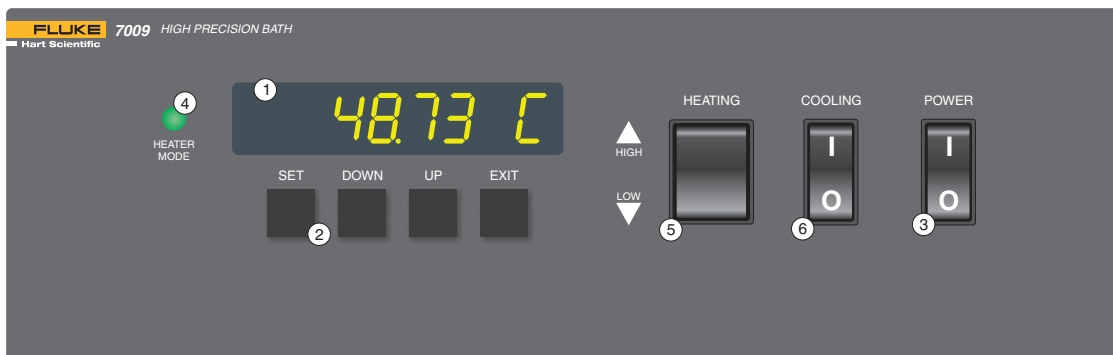 FLUKE 7009 HIGH PRECISION BATH
Hart Scientific
4
HEATER
MODE
1
48.73 C
SET DOWN UP EXIT
2
HIGH
LOW
HEATING COOLING POWER
I I
O O
5 6 3